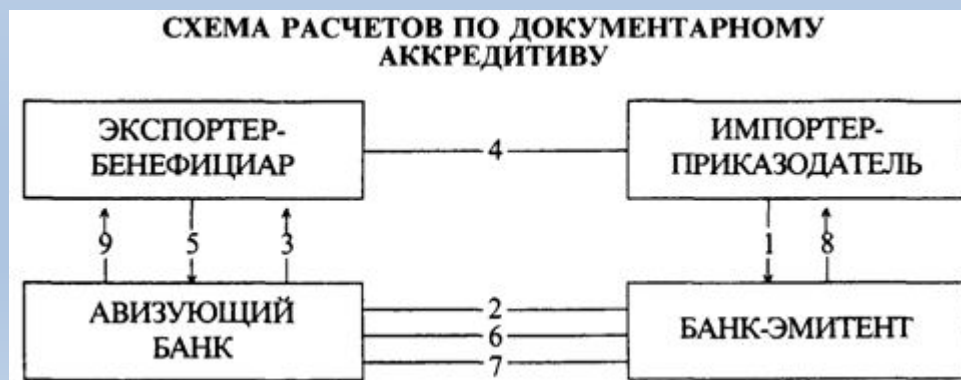 СХЕМА РАСЧЕТОВ ПО ДОКУМЕНТАРНОМУ
АККРЕДИТИВУ
ЭКСПОРТЕР-
БЕНЕФИЦИАР
4
ИМПОРТЕР-
ПРИКАЗОДАТЕЛЬ
9 5 3
1 8
АВИЗУЮЩИЙ
БАНК
2
6
7
БАНК-ЭМИТЕНТ